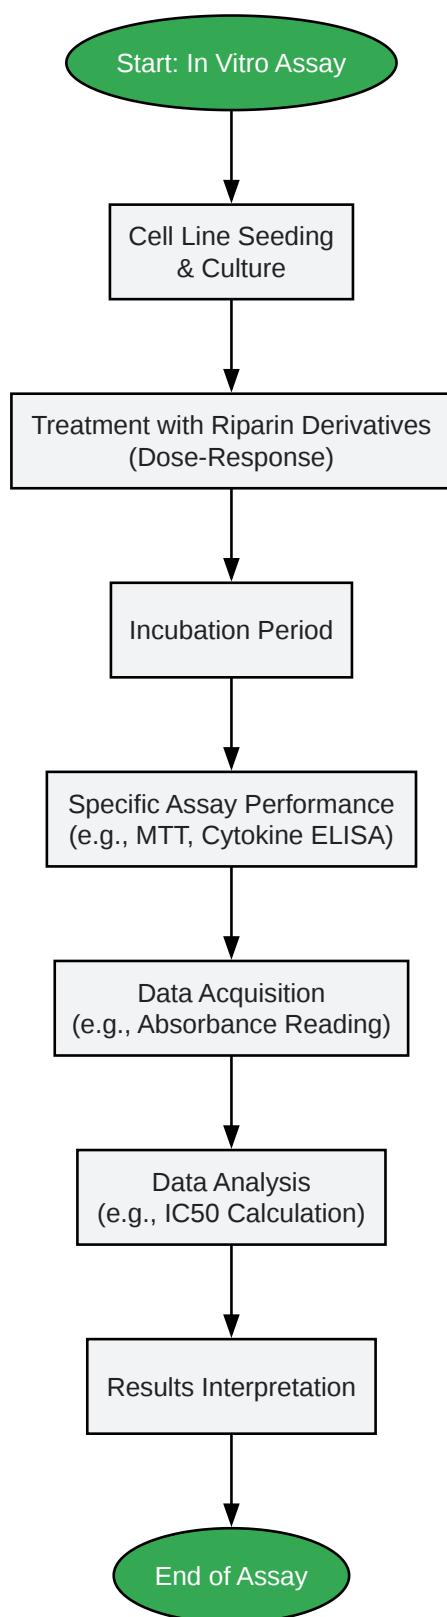 Start: In Vitro Assay
Cell Line Seeding
& Culture
Treatment with Riparin Derivatives
(Dose-Response)
Incubation Period
Specific Assay Performance
(e.g., MTT, Cytokine ELISA)
Data Acquisition
(e.g., Absorbance Reading)
Data Analysis
(e.g., IC50 Calculation)
Results Interpretation
End of Assay